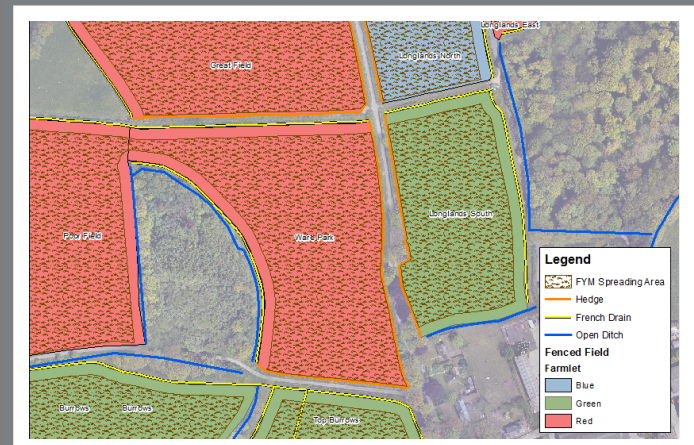 Longlands East
Longlands North
Great Field
Longlands South
Poor Field
Ware Park
Legend
FYM Spreading Area
Hedge
French Drain
Open Ditch
Fenced Field
Farmlet
Blue
Green
Red
Burrows
Burrows
Top Burrows